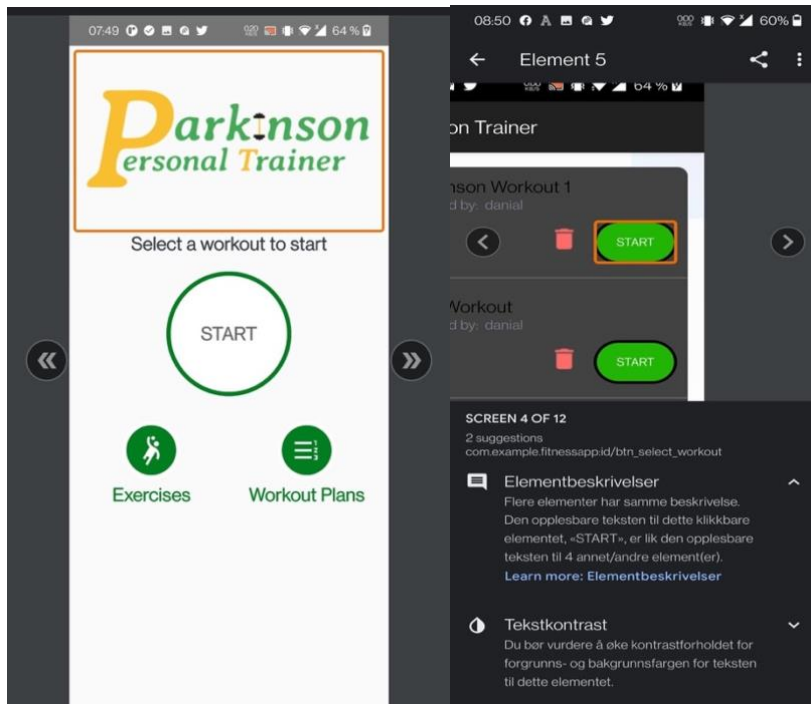 07:49 64 %
Parkinson
Personal Trainer
Select a workout to start
START
Exercises
Workout Plans
08:50 60%
Element 5
64 %
on Trainer
nson Workout 1
d by: danial
START
Workout
d by: danial
START
SCREEN 4 OF 12
2 suggestions
com.example.fitnessapp:id/btn_select_workout
Elementbeskrivelser
Flere elementer har samme beskrivelse.
Den opplesbare teksten til dette klikkbare
elementet, «START», er lik den opplesbare
teksten til 4 annet/andre element(er).
Learn more: Elementbeskrivelser
Tekstkontrast
Du bør vurdere å øke kontrastforholdet for
forgrunns- og bakgrunnsfargen for teksten
til dette elementet.